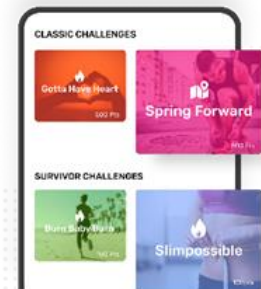 CLASSIC CHALLENGES
Gotta Have Heart
500 Pts
Spring Forward
SURVIVOR CHALLENGES
Burn Baby Burn
Slimpossible